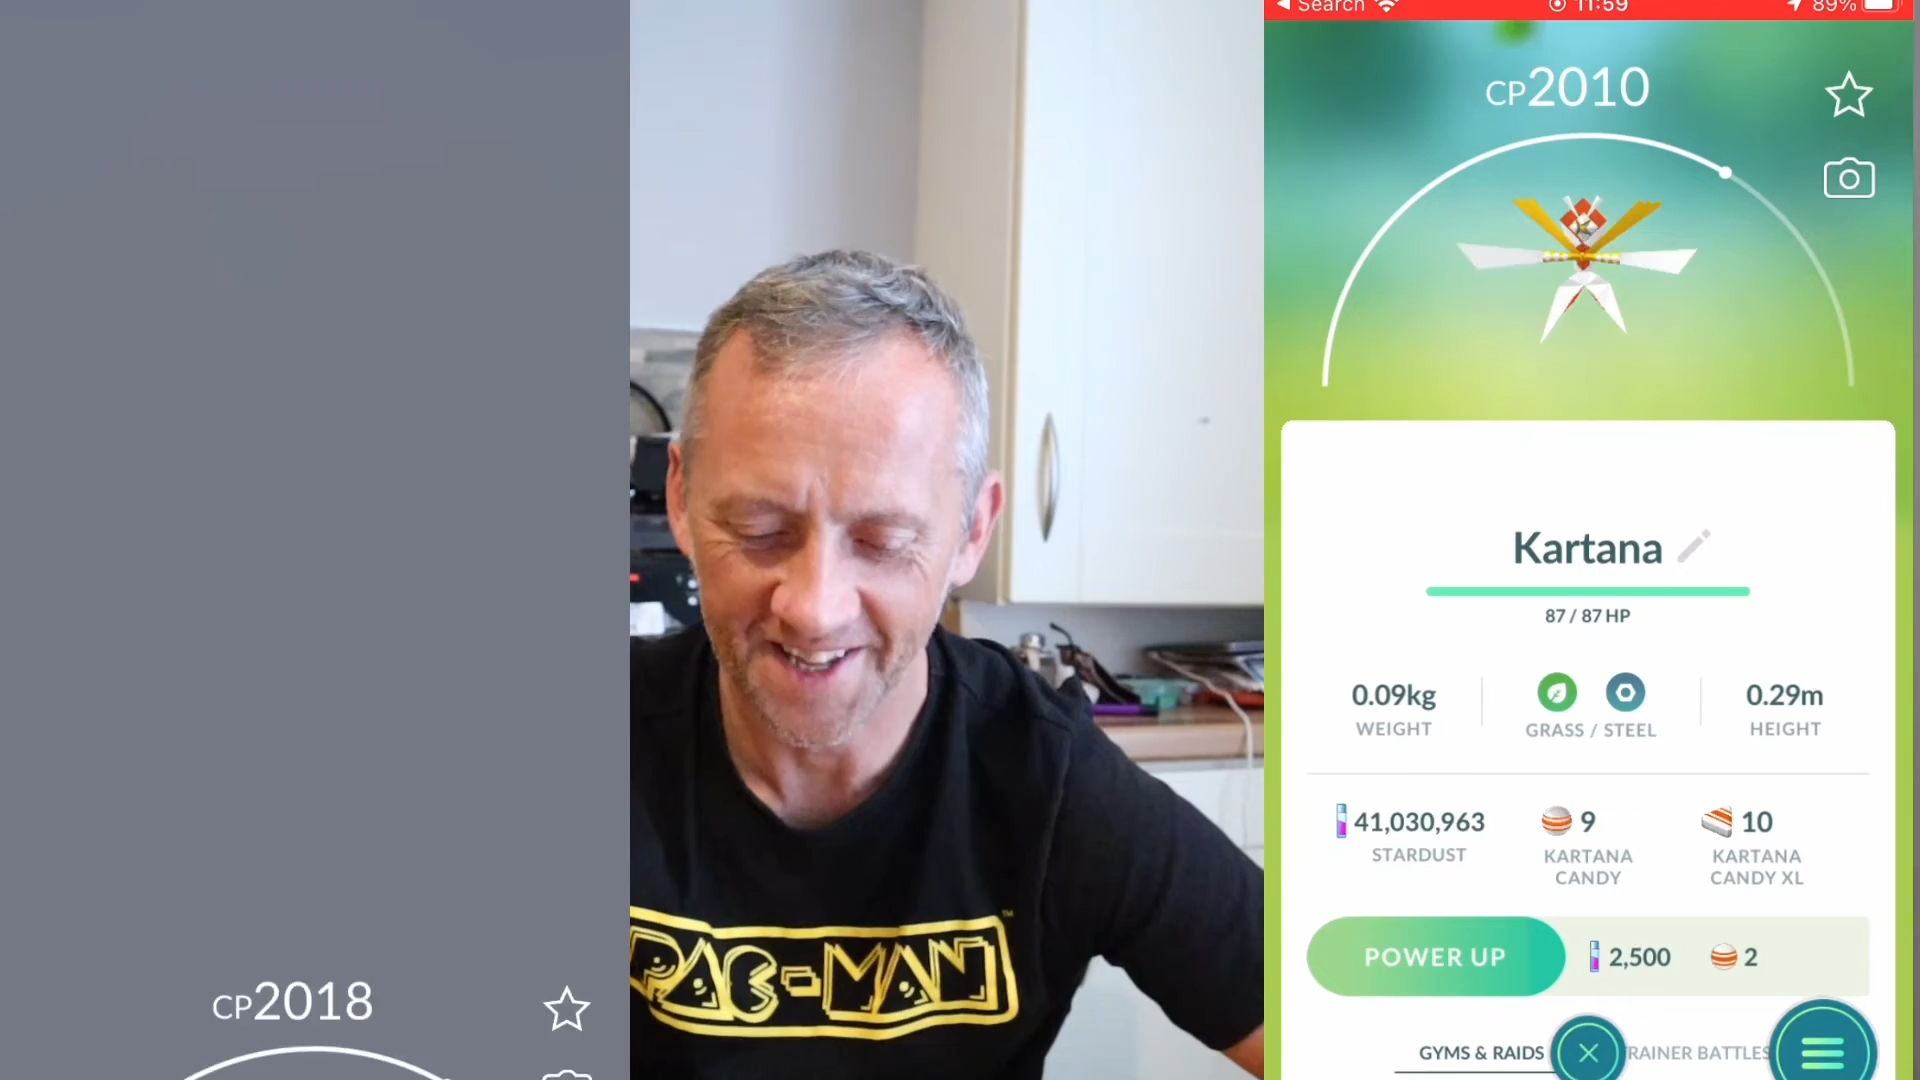 CP2018
PAC-MAN
TM
Search 11:59 89%
CP2010
Kartana
87 / 87 HP
0.09kg
WEIGHT
GRASS / STEEL
0.29m
HEIGHT
41,030,963
STARDUST
9
KARTANA
CANDY
10
KARTANA
CANDY XL
POWER UP 2,500 2
GYMS & RAIDS TRAINER BATTLES